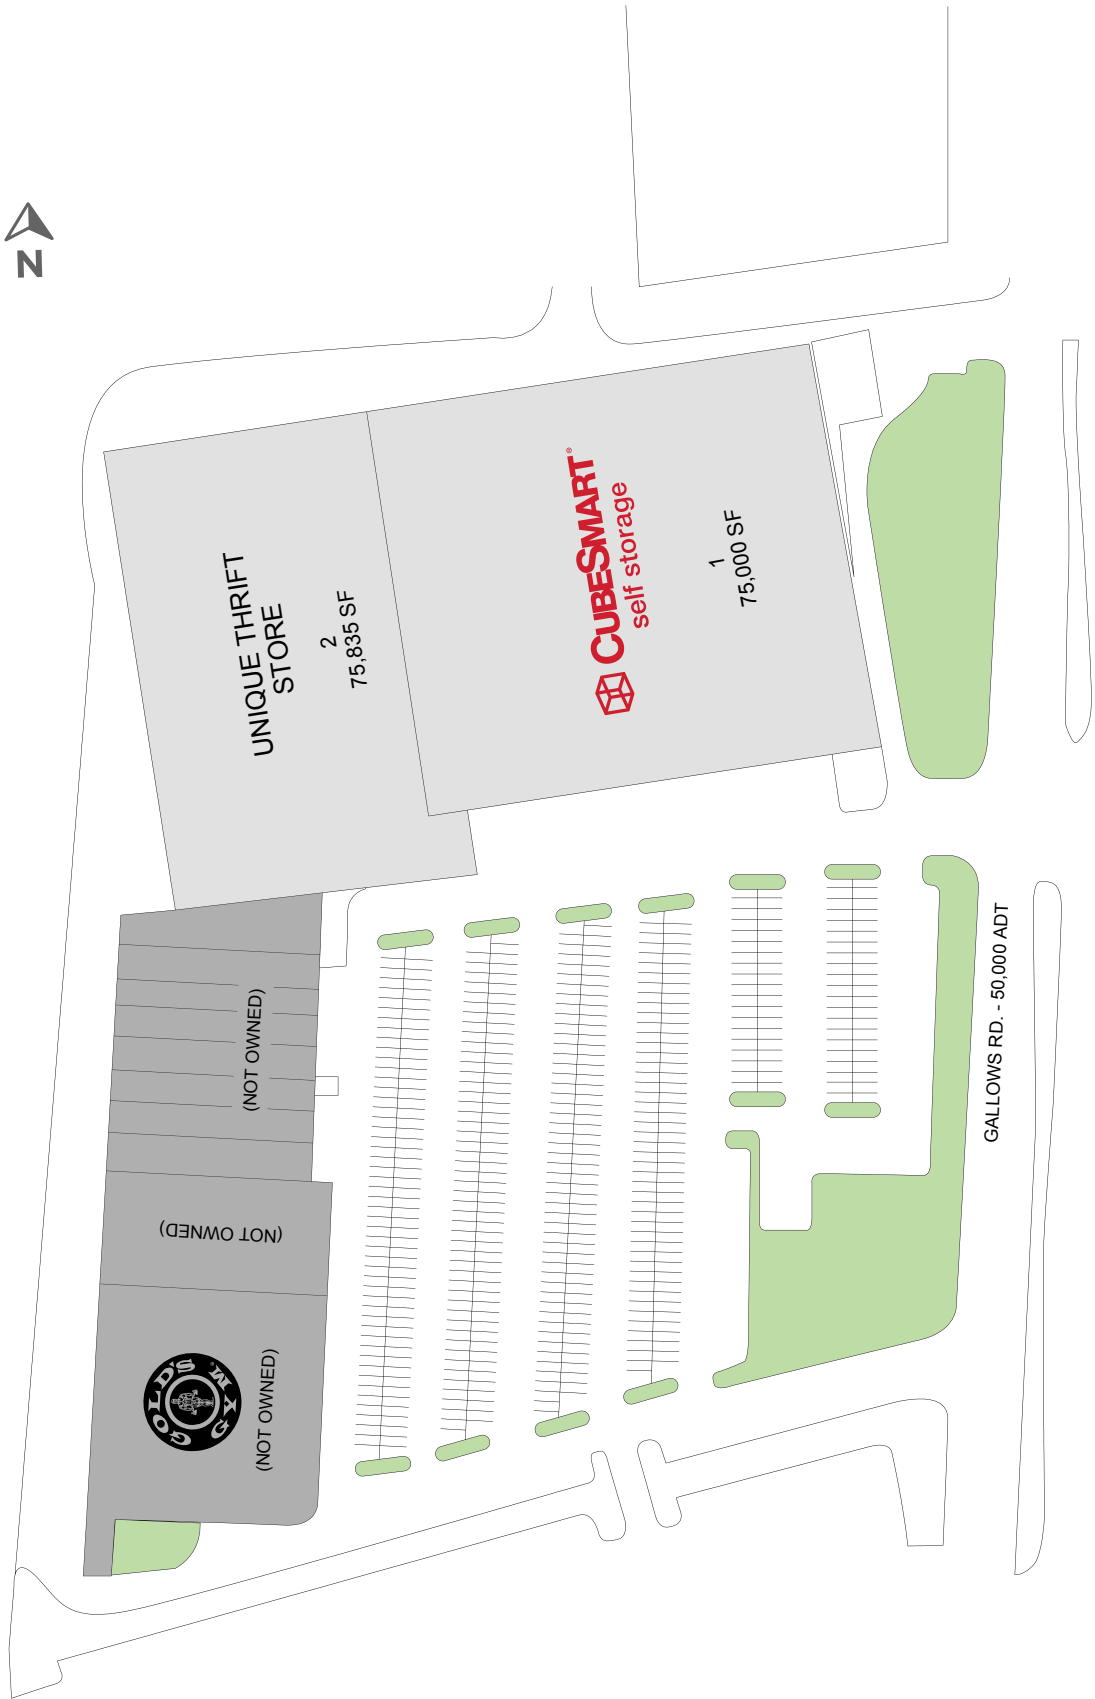 N
UNIQUE THRIFT
STORE
2
75,835 SF
CUBESMART®
self storage
1
75,000 SF
GALLOWS RD. - 50,000 ADT
(NOT OWNED)
(NOT OWNED)
GOLD'S GYM
(NOT OWNED)